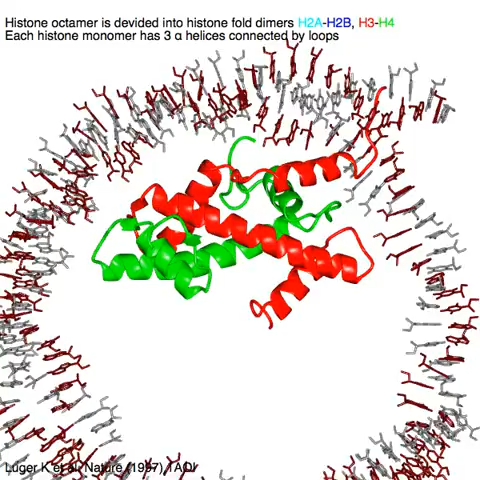 Histone octamer is devided into histone fold dimers H2A-H2B, H3-H4
Each histone monomer has 3 α helices connected by loops
Luger K et al. Nature (1997) 1AOI